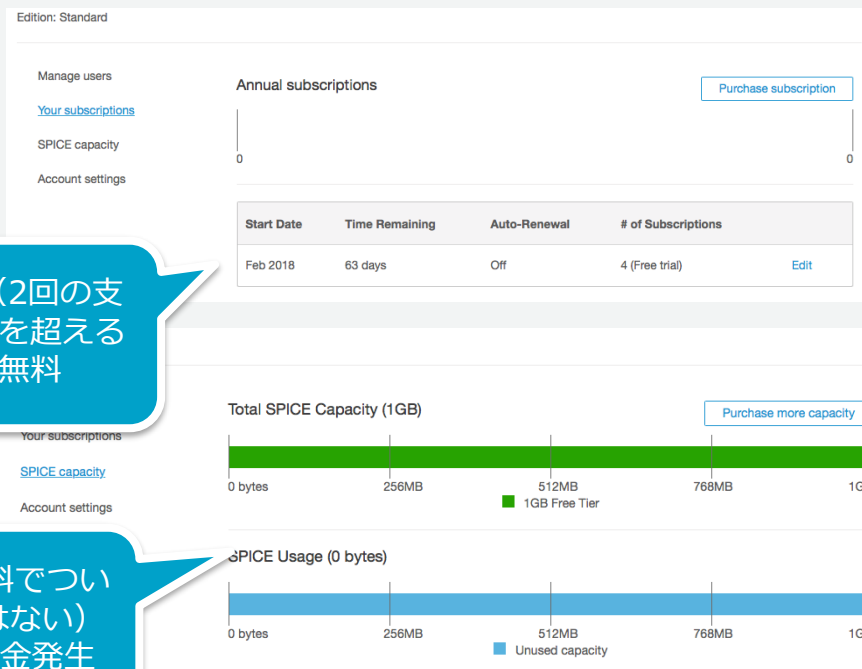 Edition: Standard
Manage users
Your subscriptions
SPICE capacity
Account settings
Annual subscriptions
Purchase subscription
0
0
Start Date Time Remaining Auto-Renewal # of Subscriptions
Feb 2018 63 days Off 4 (Free trial) Edit
(2回の支
を超える
無料
Your subscriptions
SPICE capacity
Account settings
Total SPICE Capacity (1GB)
Purchase more capacity
0 bytes 256MB 512MB 768MB 1G
1GB Free Tier
料でつい
はない)
金発生
SPICE Usage (0 bytes)
0 bytes 256MB 512MB 768MB 1G
Unused capacity